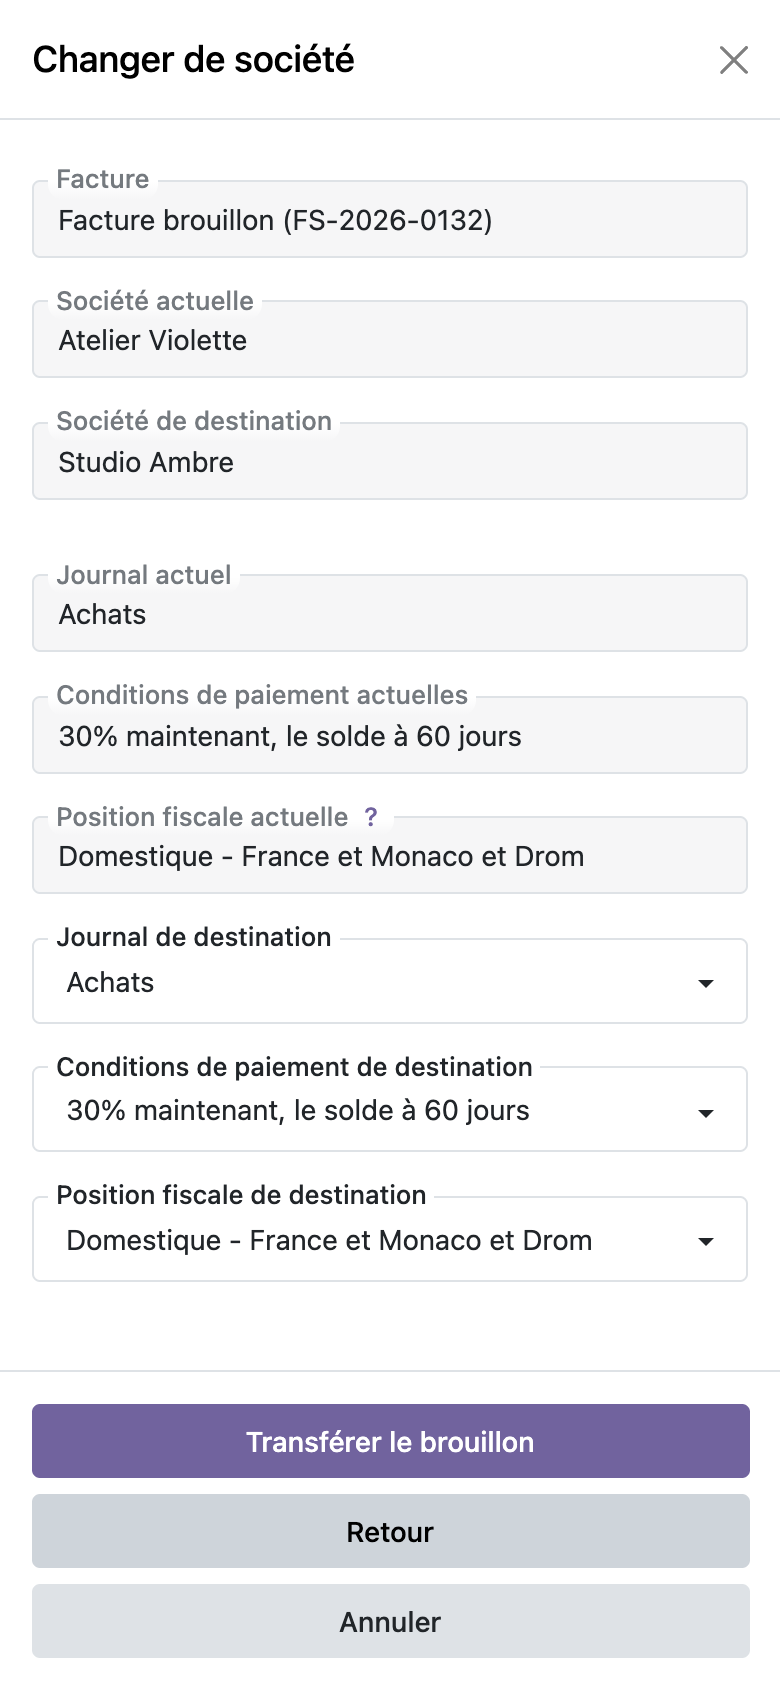 Changer de société
Facture
Facture brouillon (FS-2026-0132)
Société actuelle
Atelier Violette
Société de destination
Studio Ambre
Journal actuel
Achats
Conditions de paiement actuelles
30% maintenant, le solde à 60 jours
Position fiscale actuelle ?
Domestique - France et Monaco et Drom
Journal de destination
Achats
Conditions de paiement de destination
30% maintenant, le solde à 60 jours
Position fiscale de destination
Domestique - France et Monaco et Drom
Transférer le brouillon
Retour
Annuler